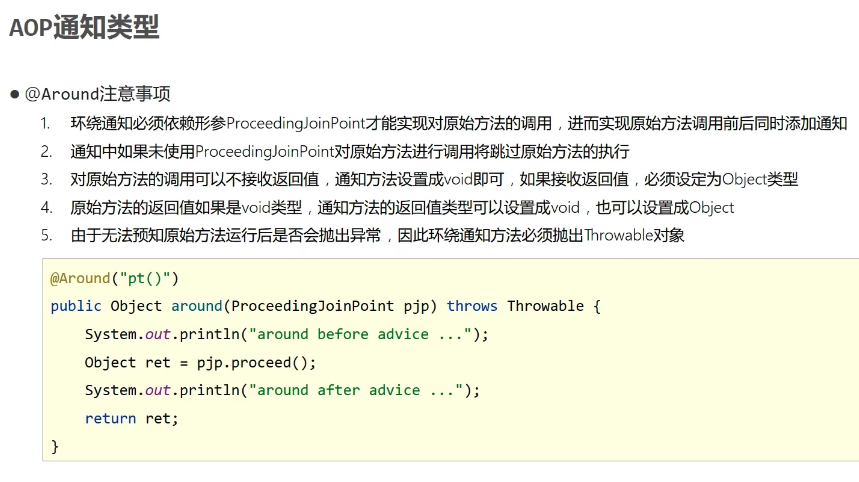 AOP通知类型
● @Around注意事项
1. 环绕通知必须依赖形参ProceedingJoinPoint才能实现对原始方法的调用，进而实现原始方法调用前后同时添加通知
2. 通知中如果未使用ProceedingJoinPoint对原始方法进行调用将跳过原始方法的执行
3. 对原始方法的调用可以不接收返回值，通知方法设置成void即可，如果接收返回值，必须设定为Object类型
4. 原始方法的返回值如果是void类型，通知方法的返回值类型可以设置成void，也可以设置成Object
5. 由于无法预知原始方法运行后是否会抛出异常，因此环绕通知方法必须抛出Throwable对象
@Around("pt()")
public Object around(ProceedingJoinPoint pjp) throws Throwable {
    System.out.println("around before advice ...");
    Object ret = pjp.proceed();
    System.out.println("around after advice ...");
    return ret;
}